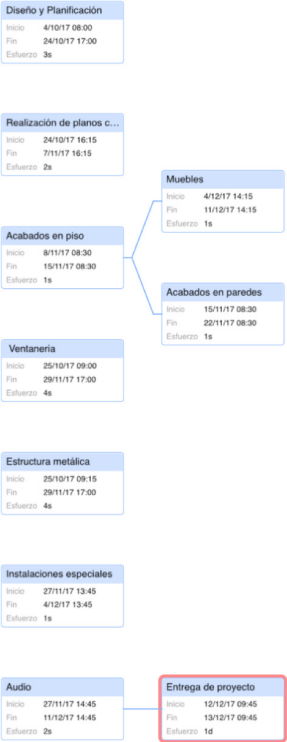 Diseño y Planificación
Inicio 4/10/17 08:00
Fin 24/10/17 17:00
Esfuerzo 3s
Realización de planos c...
Inicio 24/10/17 16:15
Fin 7/11/17 16:15
Esfuerzo 2s
Muebles
Inicio 4/12/17 14:15
Fin 11/12/17 14:15
Esfuerzo 1s
Acabados en piso
Inicio 8/11/17 08:30
Fin 15/11/17 08:30
Esfuerzo 1s
Acabados en paredes
Inicio 15/11/17 08:30
Fin 22/11/17 08:30
Esfuerzo 1s
Ventaneria
Inicio 25/10/17 09:00
Fin 29/11/17 17:00
Esfuerzo 4s
Estructura metálica
Inicio 25/10/17 09:15
Fin 29/11/17 17:00
Esfuerzo 4s
Instalaciones especiales
Inicio 27/11/17 13:45
Fin 4/12/17 13:45
Esfuerzo 1s
Audio
Inicio 27/11/17 14:45
Fin 11/12/17 14:45
Esfuerzo 2s
Entrega de proyecto
Inicio 12/12/17 09:45
Fin 13/12/17 09:45
Esfuerzo 1d